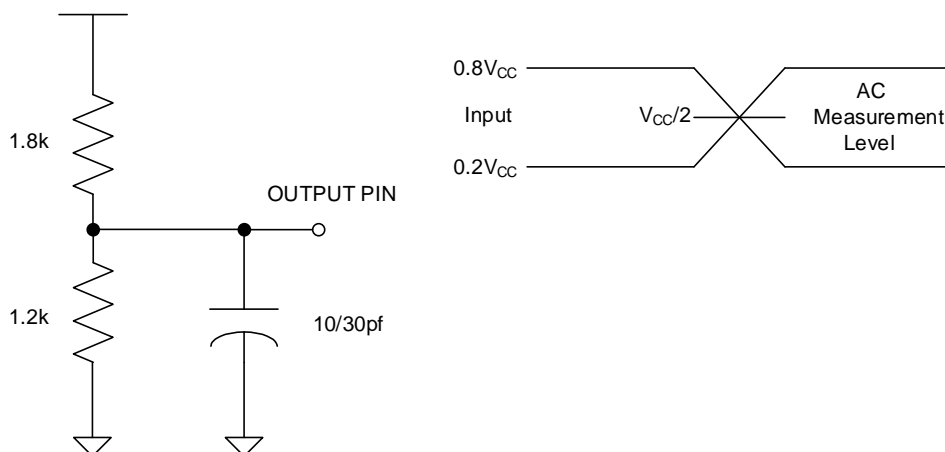 1.8k
OUTPUT PIN
1.2k
10/30pf
0.8VCC
Input
VCC/2
0.2VCC
AC
Measurement
Level